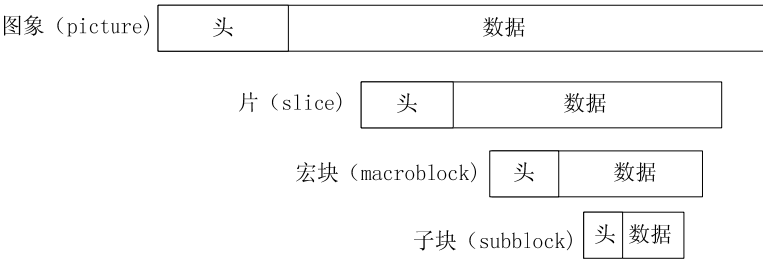 图象（picture) 头 数据
片（slice) 头 数据
宏块（macroblock) 头 数据
子块（subblock) 头 数据